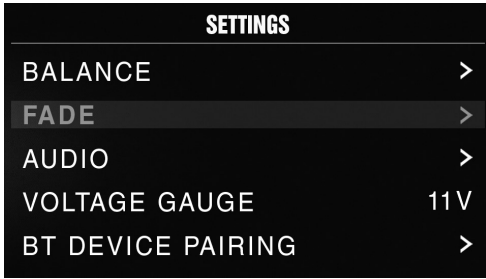 SETTINGS
BALANCE >
FADE >
AUDIO >
VOLTAGE GAUGE 11V
BT DEVICE PAIRING >